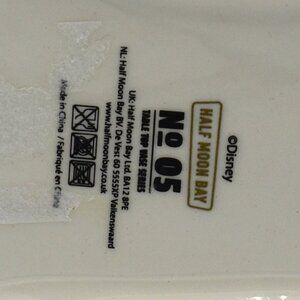 ©Disney
HALF MOON BAY
No 05
TABLE TOP VASE SERIES
UK: Half Moon Bay Ltd, BA12 8PE
NL: Half Moon Bay BV. De Vest 60 5555XP Valkenswaard
www.halfmoonbay.co.uk
Made in China / Fabriqué en Chine